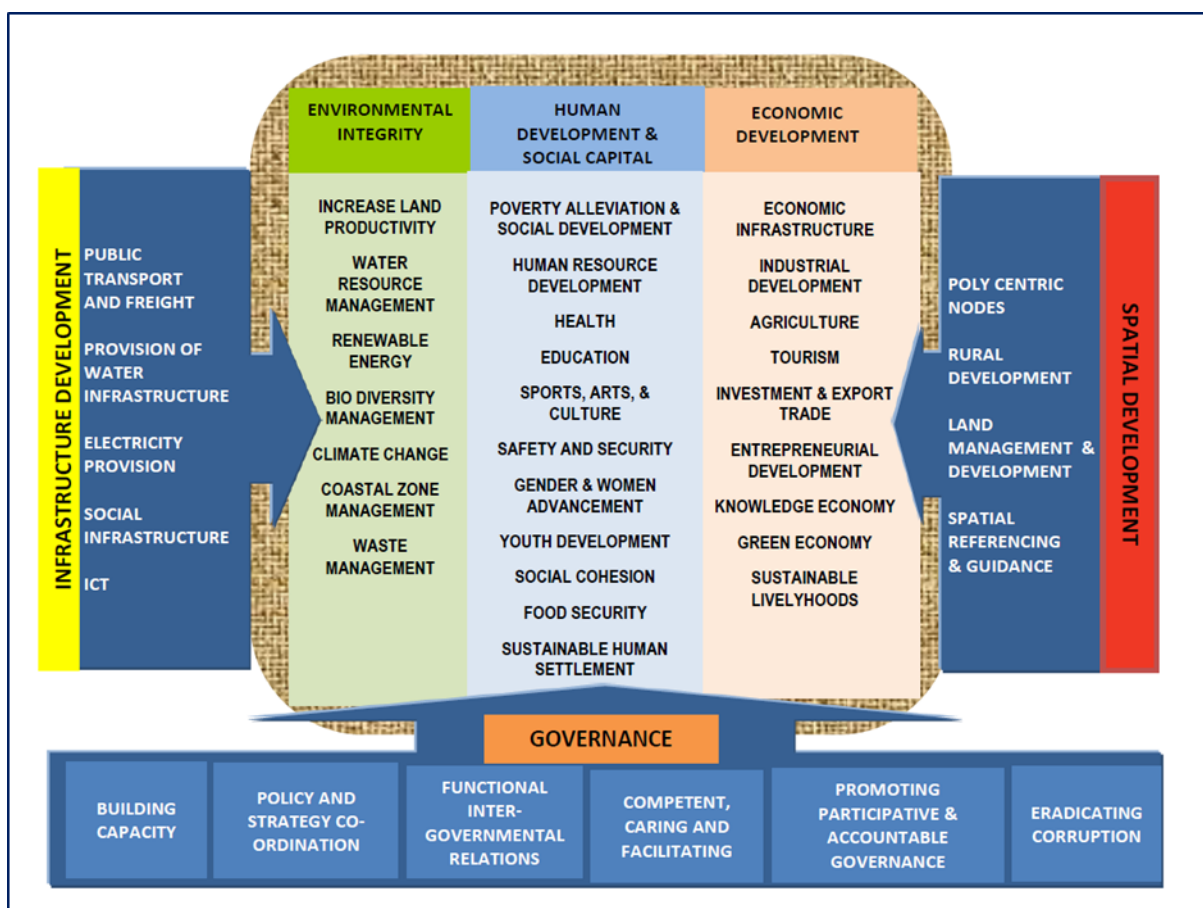 ENVIRONMENTAL
INTEGRITY
HUMAN
DEVELOPMENT &
SOCIAL CAPITAL
ECONOMIC
DEVELOPMENT
INFRASTRUCTURE DEVELOPMENT
PUBLIC
TRANSPORT
AND FREIGHT
PROVISION OF
WATER
INFRASTRUCTURE
ELECTRICITY
PROVISION
SOCIAL
INFRASTRUCTURE
ICT
INCREASE LAND
PRODUCTIVITY
WATER
RESOURCE
MANAGEMENT
RENEWABLE
ENERGY
BIO DIVERSITY
MANAGEMENT
CLIMATE CHANGE
COASTAL ZONE
MANAGEMENT
WASTE
MANAGEMENT
POVERTY ALLEVIATION &
SOCIAL DEVELOPMENT
HUMAN RESOURCE
DEVELOPMENT
HEALTH
EDUCATION
SPORTS, ARTS, &
CULTURE
SAFETY AND SECURITY
GENDER & WOMEN
ADVANCEMENT
YOUTH DEVELOPMENT
SOCIAL COHESION
FOOD SECURITY
SUSTAINABLE HUMAN
SETTLEMENT
ECONOMIC
INFRASTRUCTURE
INDUSTRIAL
DEVELOPMENT
AGRICULTURE
TOURISM
INVESTMENT & EXPORT
TRADE
ENTREPRENEURIAL
DEVELOPMENT
KNOWLEDGE ECONOMY
GREEN ECONOMY
SUSTAINABLE
LIVELYHOODS
POLY CENTRIC
NODES
RURAL
DEVELOPMENT
LAND
MANAGEMENT &
DEVELOPMENT
SPATIAL
REFERENCING
& GUIDANCE
SPATIAL DEVELOPMENT
GOVERNANCE
BUILDING
CAPACITY
POLICY AND
STRATEGY CO-
ORDINATION
FUNCTIONAL
INTER-
GOVERNMENTAL
RELATIONS
COMPETENT,
CARING AND
FACILITATING
PROMOTING
PARTICIPATIVE &
ACCOUNTABLE
GOVERNANCE
ERADICATING
CORRUPTION